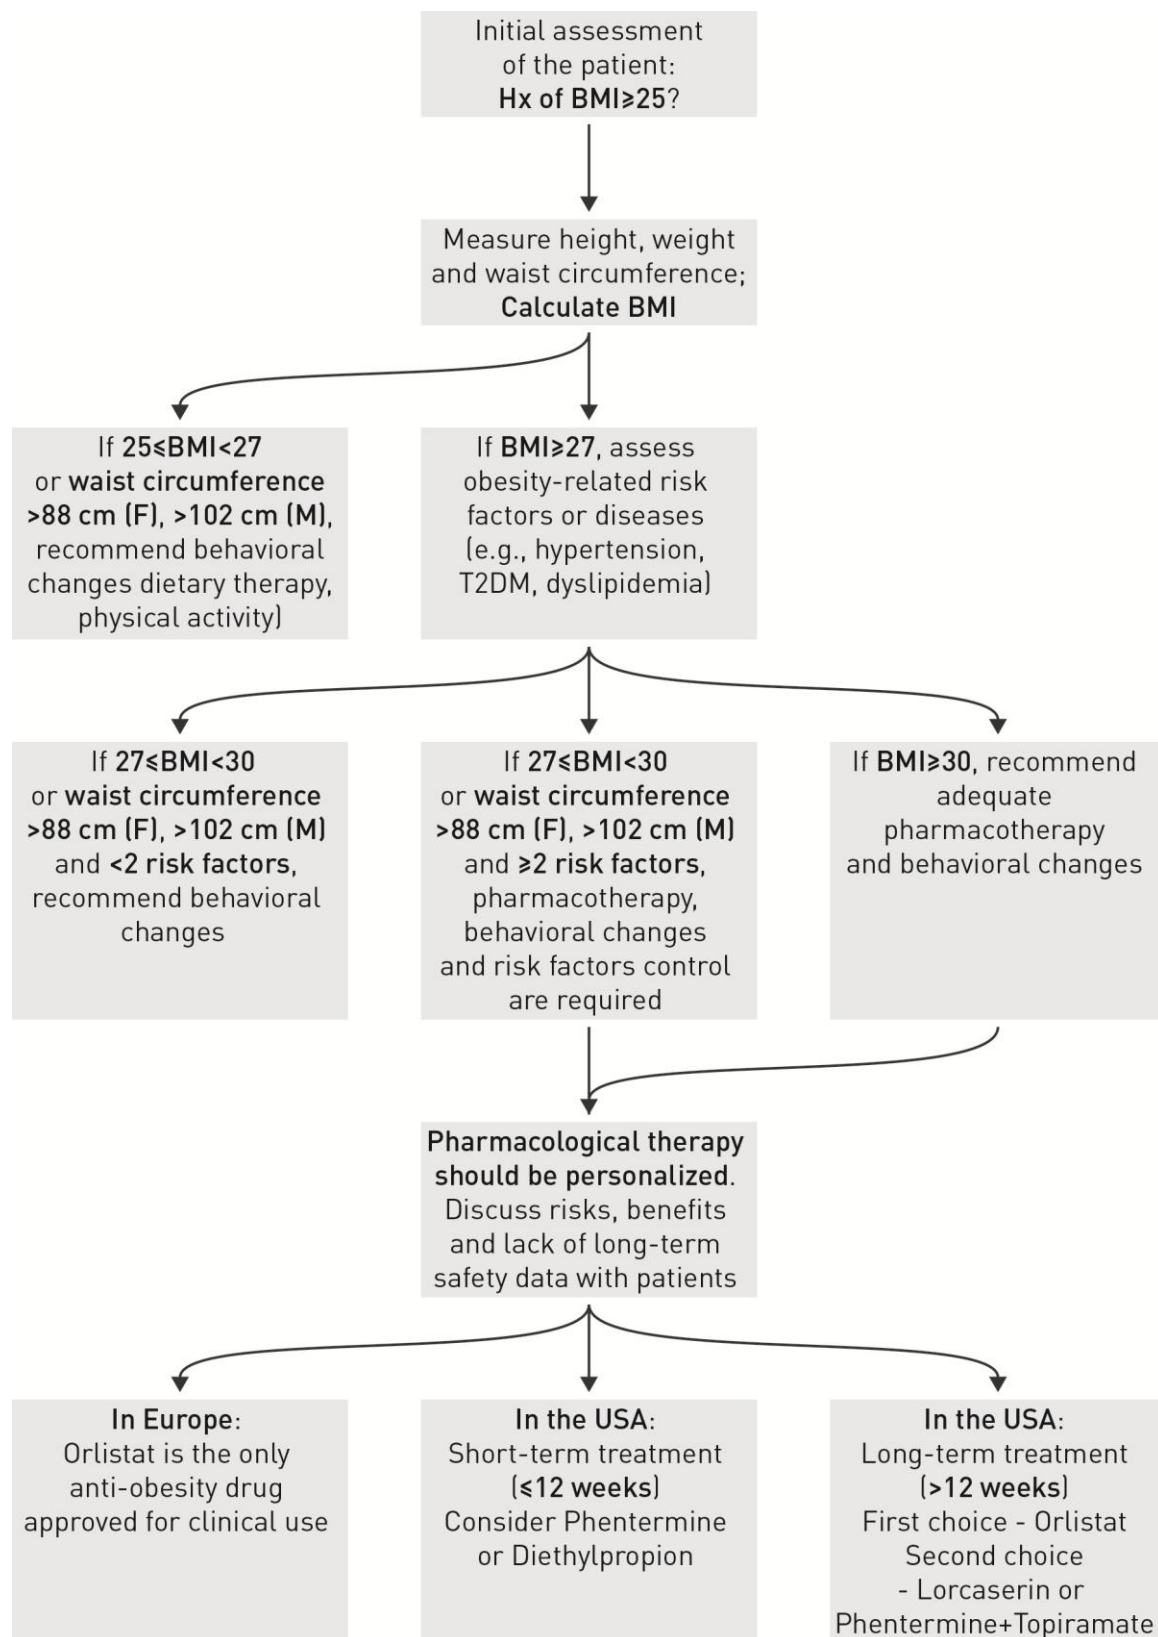 Initial assessment
of the patient:
Hx of BMI≥25?
Measure height, weight
and waist circumference;
Calculate BMI
If 25≤BMI<27
or waist circumference
>88 cm (F), >102 cm (M),
recommend behavioral
changes dietary therapy,
physical activity)
If BMI≥27, assess
obesity-related risk
factors or diseases
(e.g., hypertension,
T2DM, dyslipidemia)
If 27≤BMI<30
or waist circumference
>88 cm (F), >102 cm (M)
and <2 risk factors,
recommend behavioral
changes
If 27≤BMI<30
or waist circumference
>88 cm (F), >102 cm (M)
and ≥2 risk factors,
pharmacotherapy,
behavioral changes
and risk factors control
are required
If BMI≥30, recommend
adequate
pharmacotherapy
and behavioral changes
Pharmacological therapy
should be personalized.
Discuss risks, benefits
and lack of long-term
safety data with patients
In Europe:
Orlistat is the only
anti-obesity drug
approved for clinical use
In the USA:
Short-term treatment
(≤12 weeks)
Consider Phentermine
or Diethylpropion
In the USA:
Long-term treatment
(>12 weeks)
First choice - Orlistat
Second choice
- Lorcaserin or
Phentermine+Topiramate